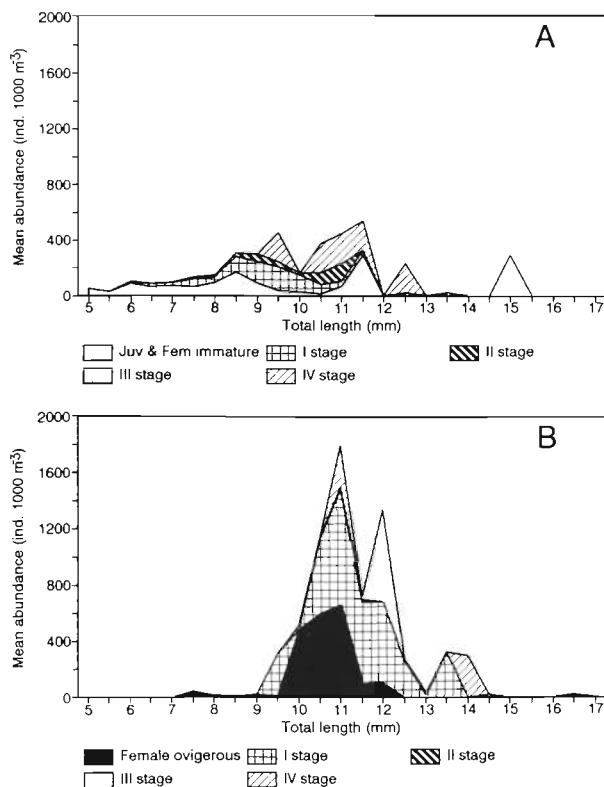 A
Mean abundance (ind. 1000 m-3)
2000
1600
1200
800
400
0
5 6 7 8 9 10 11 12 13 14 15 16 17
Total length (mm)
Juv & Fem immature I stage II stage
III stage IV stage
B
Mean abundance (ind. 1000 m-3)
2000
1600
1200
800
400
0
5 6 7 8 9 10 11 12 13 14 15 16 17
Total length (mm)
Female ovigerous I stage II stage
III stage IV stage